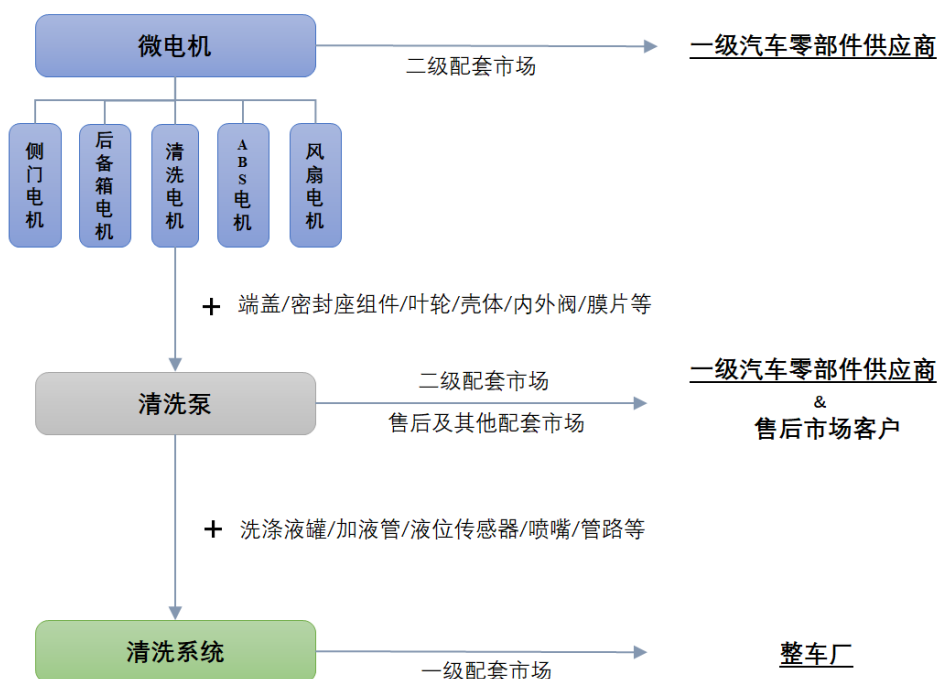 微电机
二级配套市场
一级汽车零部件供应商
侧门电机
后备箱电机
清洗电机
ABS电机
风扇电机
+ 端盖/密封座组件/叶轮/壳体/内外阀/膜片等
清洗泵
二级配套市场
售后及其他配套市场
一级汽车零部件供应商
&
售后市场客户
+ 洗涤液罐/加液管/液位传感器/喷嘴/管路等
清洗系统
一级配套市场
整车厂